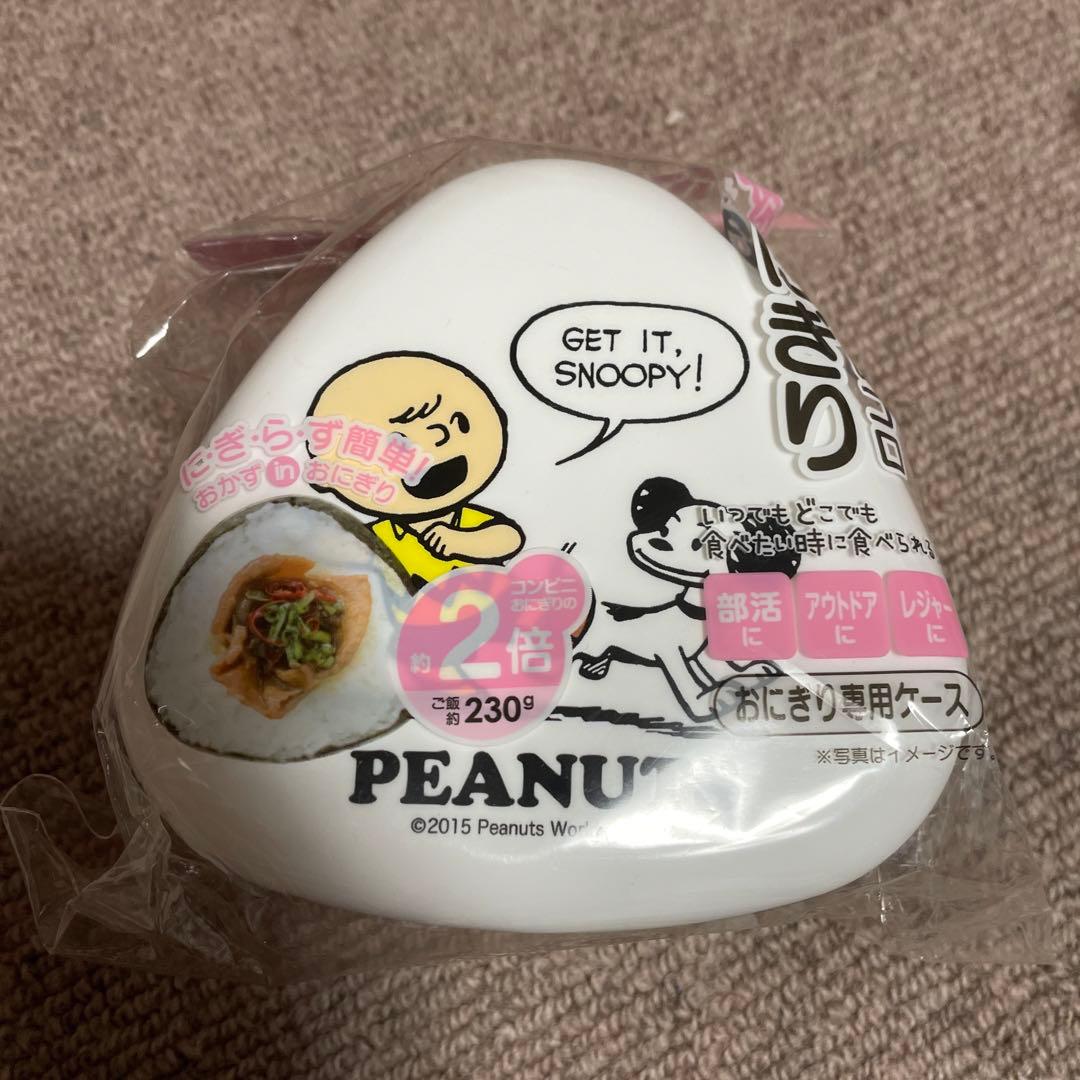 GET IT,
SNOOPY!
に・ぎ・ら・ず簡単!
おかず in おにぎり
コンビニ
おにぎりの
約2倍
ご飯
約230g
にぎり
いつでもどこでも
食べたい時に食べられる
部活
に
アウトドア
に
レジャー
に
おにぎり専用ケース
※写真はイメージです。
PEANUT
©2015 Peanuts Wor